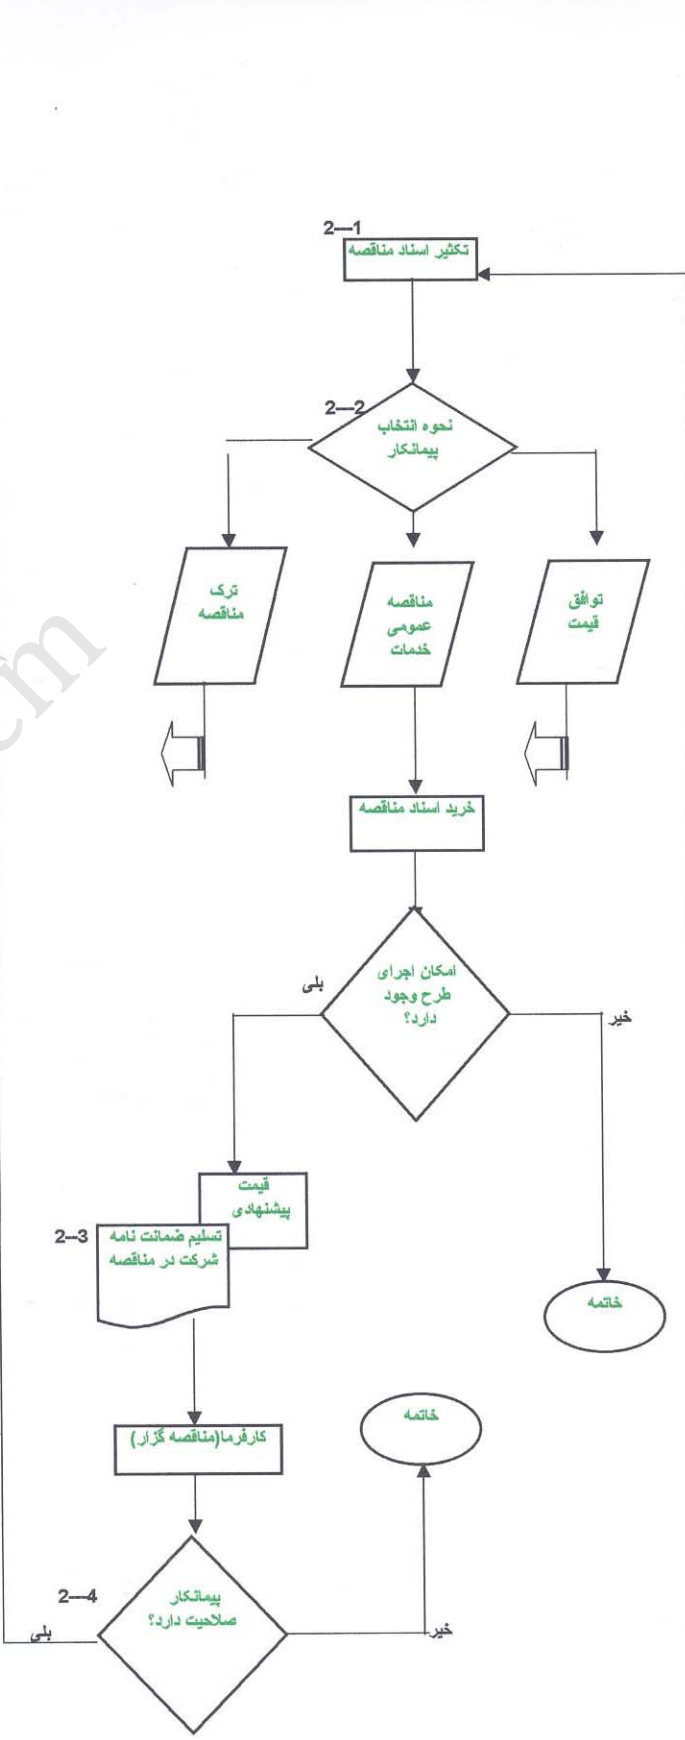 2---1
تکثیر اسناد مناقصه
2---2
نحوه انتخاب
پیمانکار
ترک
مناقصه
مناقصه
عمومی
خدمات
توافق
قیمت
خرید اسناد مناقصه
امکان اجرای
طرح وجود
دارد؟
بلی
خیر
قیمت
پیشنهادی
2--3
تسلیم ضمانت نامه
شرکت در مناقصه
خاتمه
خاتمه
کارفرما(مناقصه گزار)
2---4
پیمانکار
صلاحیت دارد؟
بلی
خیر